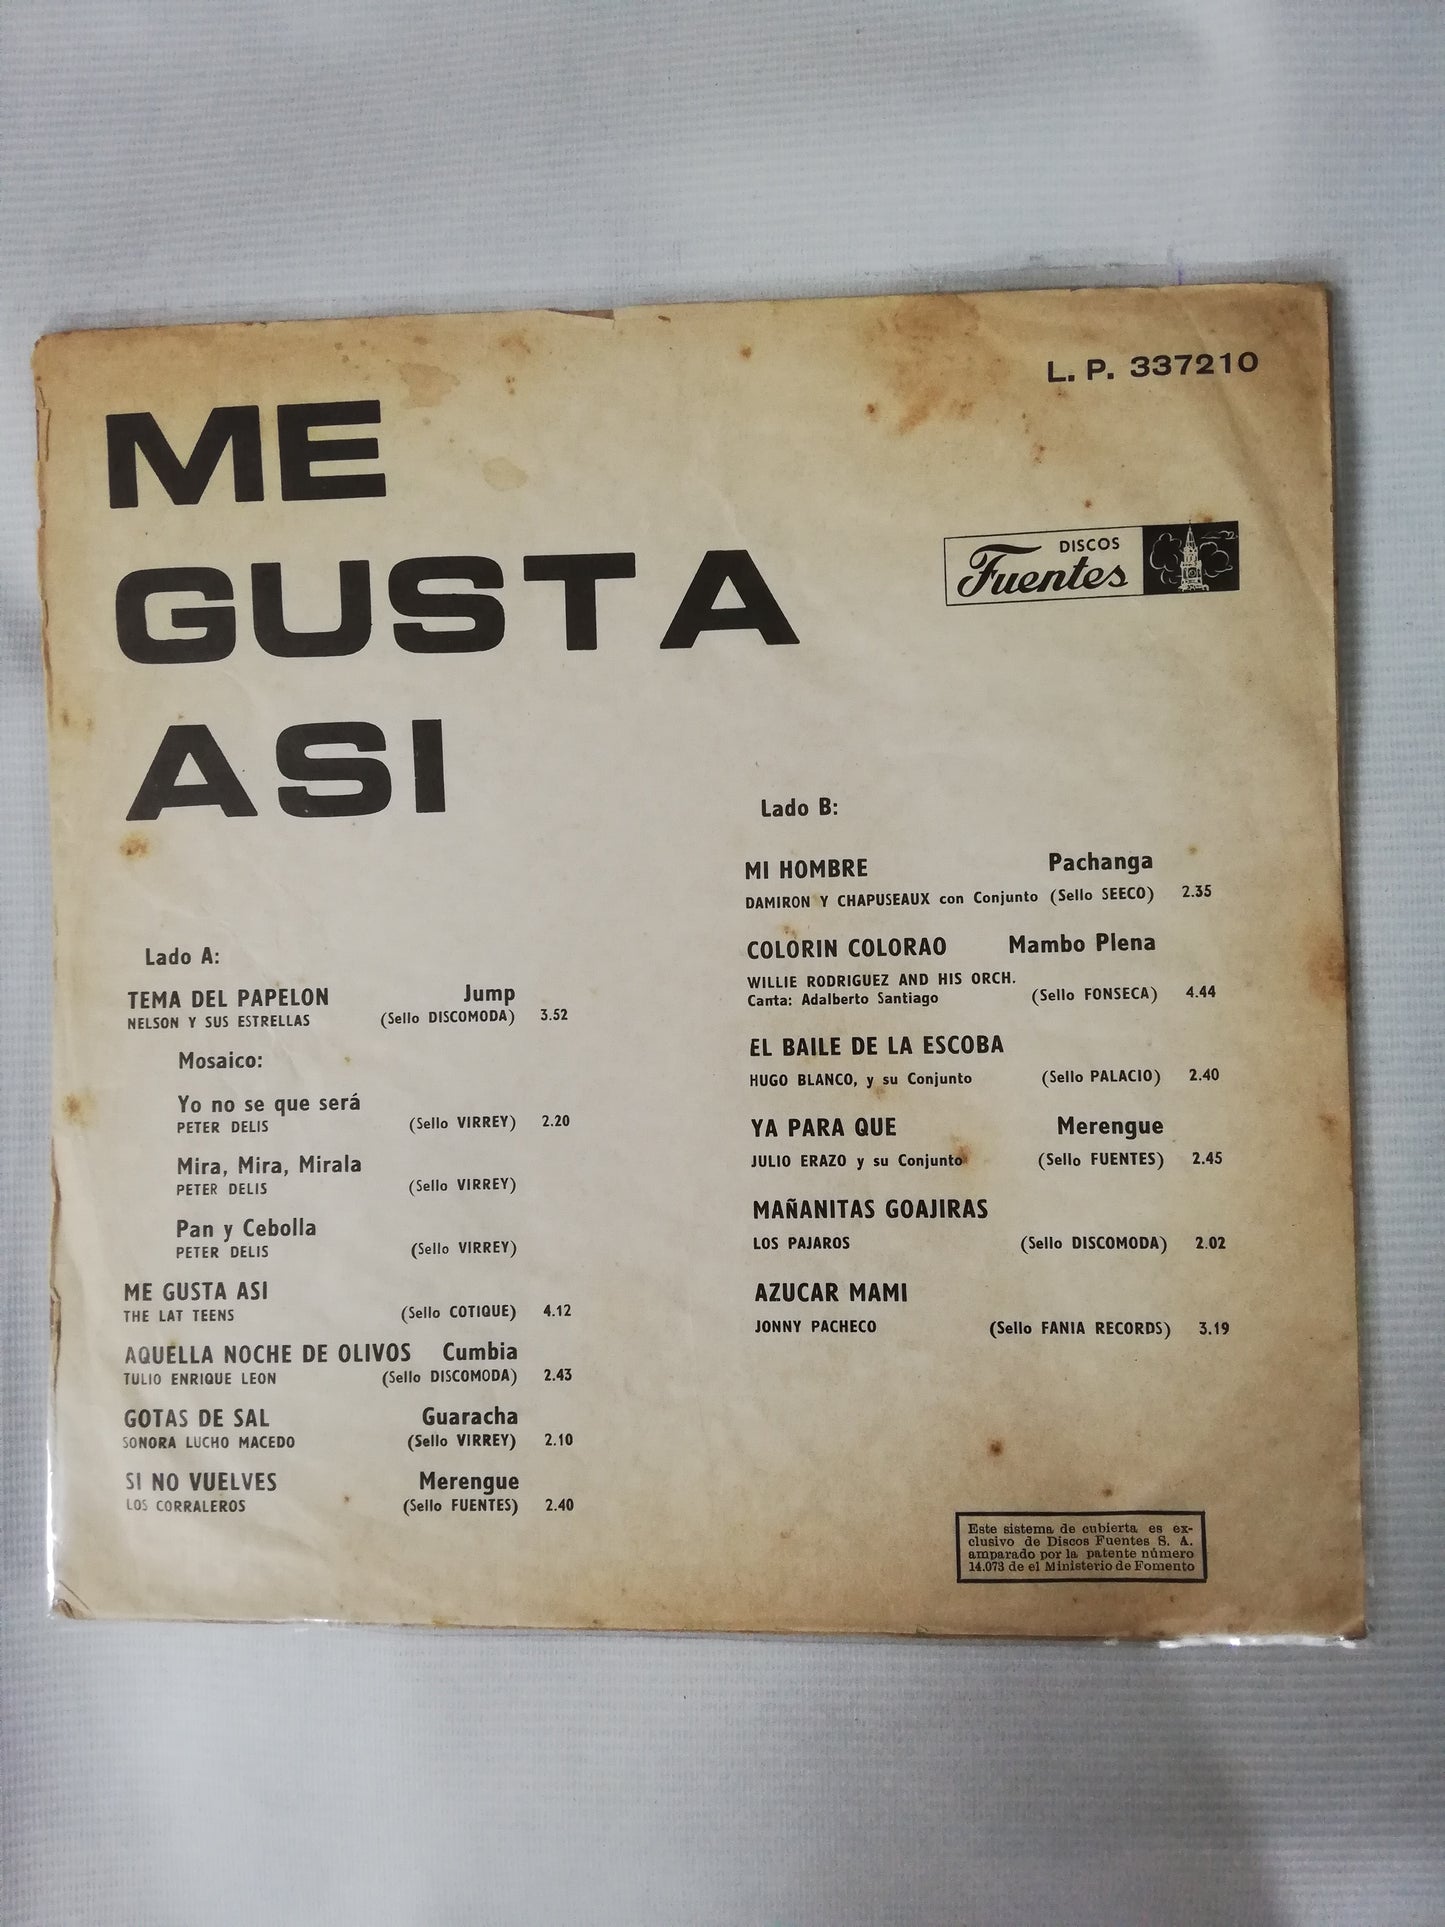 L. P. 337210
ME
GUSTA
ASI
DISCOS
Fuentes
Lado A:
TEMA DEL PAPELON Jump
NELSON Y SUS ESTRELLAS (Sello DISCOMODA) 3.52
Mosaico:
Yo no se que será
PETER DELIS (Sello VIRREY) 2.20
Mira, Mira, Mirala
PETER DELIS (Sello VIRREY)
Pan y Cebolla
PETER DELIS (Sello VIRREY)
ME GUSTA ASI
THE LAT TEENS (Sello COTIQUE) 4.12
AQUELLA NOCHE DE OLIVOS Cumbia
TULIO ENRIQUE LEON (Sello DISCOMODA) 2.43
GOTAS DE SAL Guaracha
SONORA LUCHO MACEDO (Sello VIRREY) 2.10
SI NO VUELVES Merengue
LOS CORRALEROS (Sello FUENTES) 2.40
Lado B:
MI HOMBRE Pachanga
DAMIRON Y CHAPUSEAUX con Conjunto (Sello SEECO) 2.35
COLORIN COLORAO Mambo Plena
WILLIE RODRIGUEZ AND HIS ORCH.
Canta: Adalberto Santiago (Sello FONSECA) 4.44
EL BAILE DE LA ESCOBA
HUGO BLANCO, y su Conjunto (Sello PALACIO) 2.40
YA PARA QUE Merengue
JULIO ERAZO y su Conjunto (Sello FUENTES) 2.45
MAÑANITAS GOAJIRAS
LOS PAJAROS (Sello DISCOMODA) 2.02
AZUCAR MAMI
JONNY PACHECO (Sello FANIA RECORDS) 3.19
Este sistema de cubierta es ex-
clusivo de Discos Fuentes S. A.
amparado por la patente número
14.073 de el Ministerio de Fomento